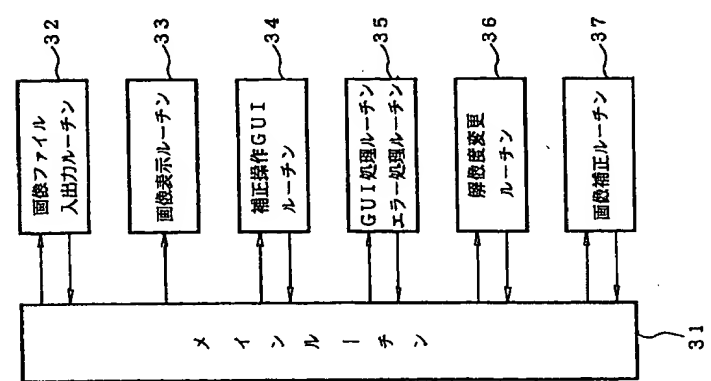 32
画像ファイル
入出力ルーチン
33
画像表示ルーチン
34
補正操作GUI
ルーチン
35
GUI処理ルーチン
エラー処理ルーチン
36
解像度変更
ルーチン
37
画像補正ルーチン
メインルーチン
31